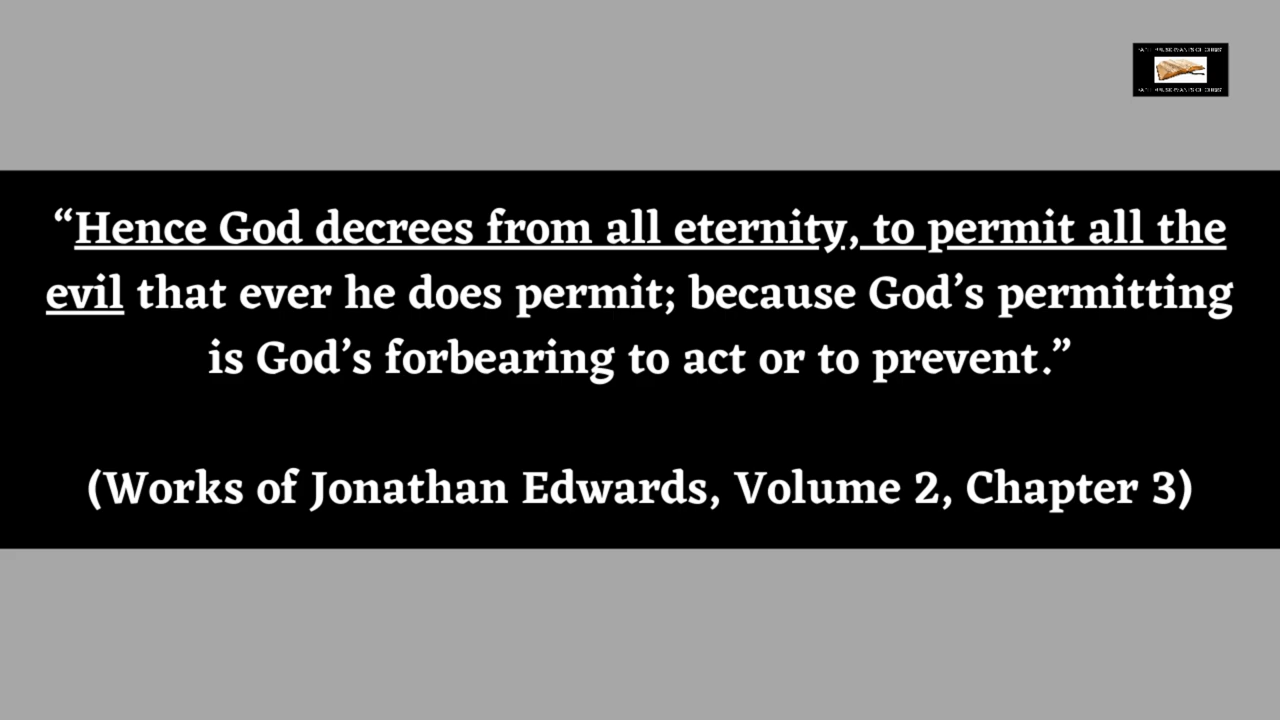 “Hence God decrees from all eternity, to permit all the
evil that ever he does permit; because God’s permitting
is God’s forbearing to act or to prevent.”
(Works of Jonathan Edwards, Volume 2, Chapter 3)